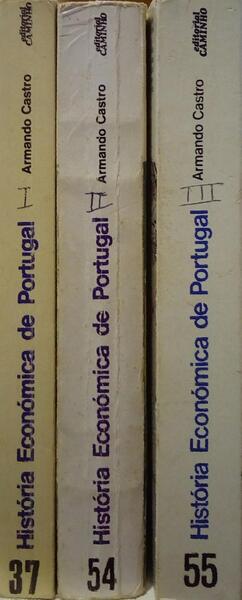 História Económica de Portugal I Armando Castro editorial CAMINHO
37
História Económica de Portugal II Armando Castro editorial CAMINHO
54
História Económica de Portugal III Armando Castro editorial CAMINHO
55